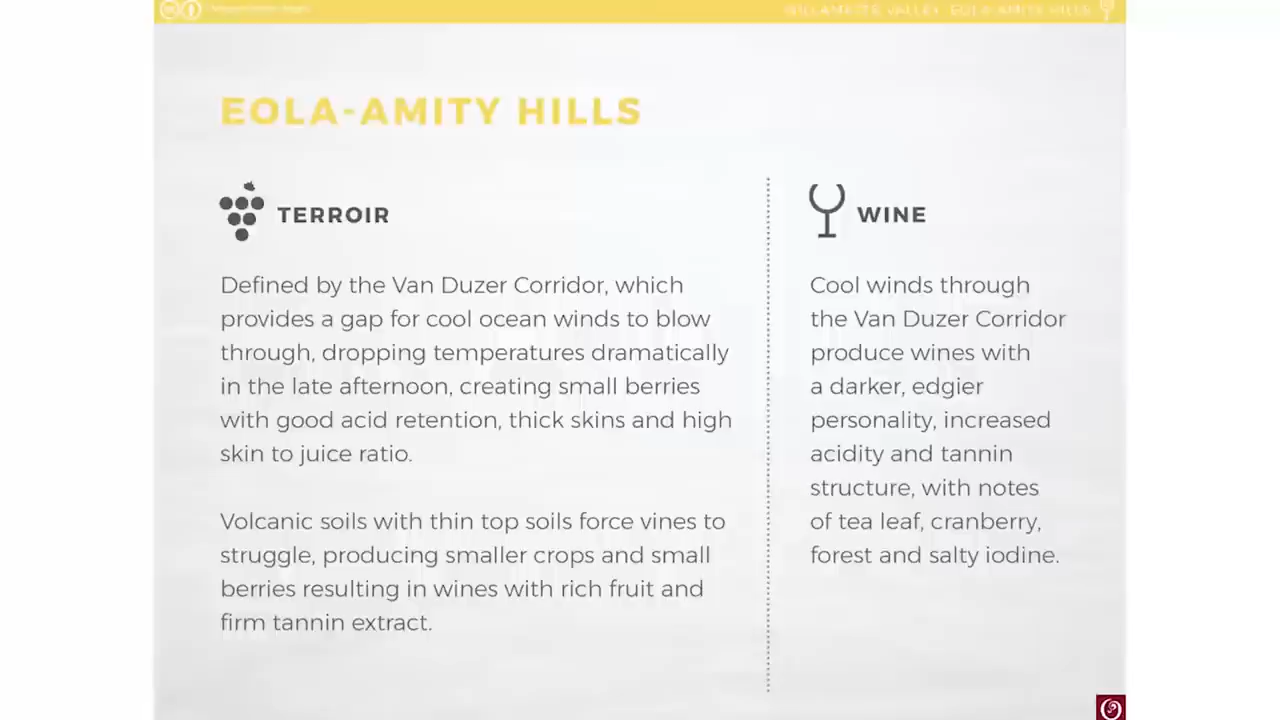 WILLAMETTE VALLEY: EOLA-AMITY HILLS
EOLA-AMITY HILLS
TERROIR
Defined by the Van Duzer Corridor, which
provides a gap for cool ocean winds to blow
through, dropping temperatures dramatically
in the late afternoon, creating small berries
with good acid retention, thick skins and high
skin to juice ratio.
Volcanic soils with thin top soils force vines to
struggle, producing smaller crops and small
berries resulting in wines with rich fruit and
firm tannin extract.
WINE
Cool winds through
the Van Duzer Corridor
produce wines with
a darker, edgier
personality, increased
acidity and tannin
structure, with notes
of tea leaf, cranberry,
forest and salty iodine.